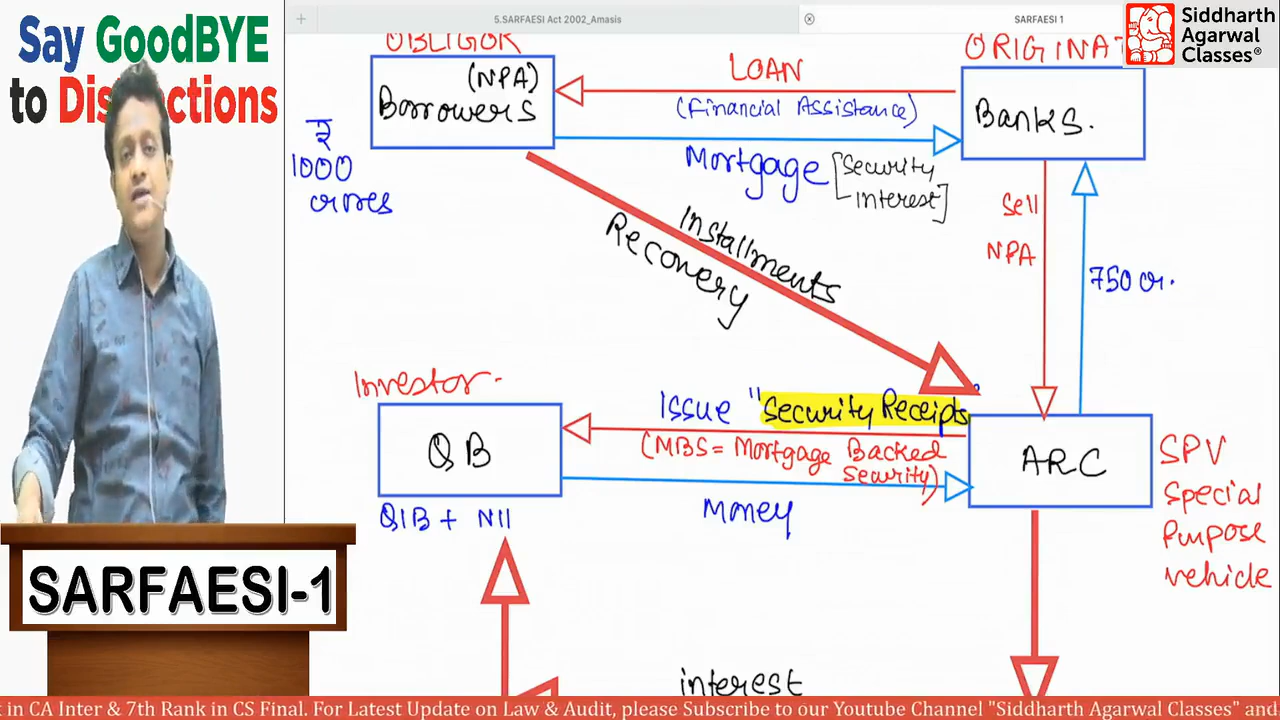 Say GoodBYE
to Dis ctions
5.SARFAESI Act 2002_Amasis
SARFAESI 1
Siddharth
Agarwal
Classes®
OBLIGOR
(NPA)
Borrowers
₹
1000
crores
LOAN
(Financial Assistance)
Mortgage [Security
Interest]
ORIGINAT
Banks.
Sell
NPA
750 cr.
Installments
Recovery
Investor.
QB
QIB + NII
Issue "Security Receipts"
(MBS = Mortgage Backed
Security)
Money
ARC
SPV
Special
Purpose
Vehicle
interest
SARFAESI-1
in CA Inter & 7th Rank in CS Final. For Latest Update on Law & Audit, please Subscribe to our Youtube Channel "Siddharth Agarwal Classes" and